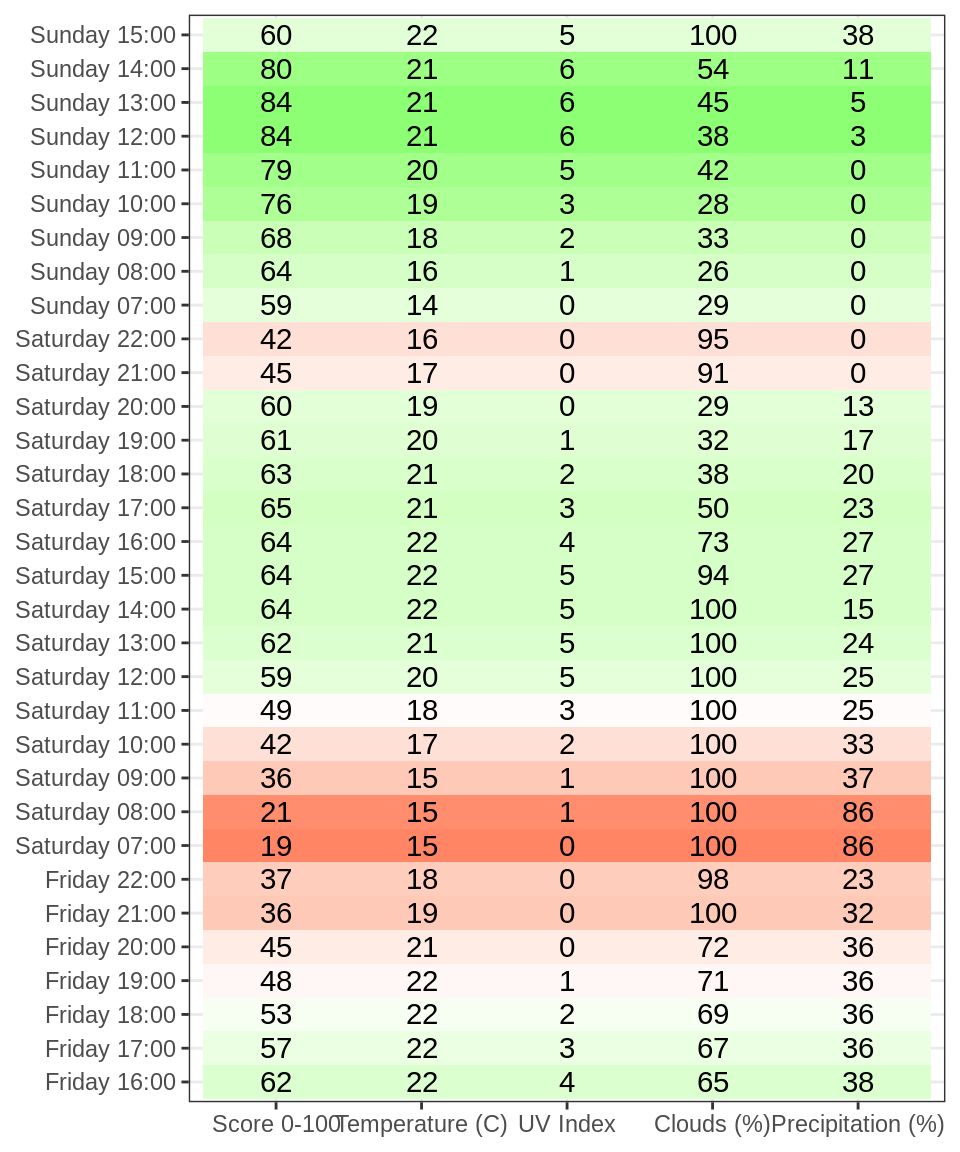 Sunday 15:00 60 22 5 100 38
Sunday 14:00 80 21 6 54 11
Sunday 13:00 84 21 6 45 5
Sunday 12:00 84 21 6 38 3
Sunday 11:00 79 20 5 42 0
Sunday 10:00 76 19 3 28 0
Sunday 09:00 68 18 2 33 0
Sunday 08:00 64 16 1 26 0
Sunday 07:00 59 14 0 29 0
Saturday 22:00 42 16 0 95 0
Saturday 21:00 45 17 0 91 0
Saturday 20:00 60 19 0 29 13
Saturday 19:00 61 20 1 32 17
Saturday 18:00 63 21 2 38 20
Saturday 17:00 65 21 3 50 23
Saturday 16:00 64 22 4 73 27
Saturday 15:00 64 22 5 94 27
Saturday 14:00 64 22 5 100 15
Saturday 13:00 62 21 5 100 24
Saturday 12:00 59 20 5 100 25
Saturday 11:00 49 18 3 100 25
Saturday 10:00 42 17 2 100 33
Saturday 09:00 36 15 1 100 37
Saturday 08:00 21 15 1 100 86
Saturday 07:00 19 15 0 100 86
Friday 22:00 37 18 0 98 23
Friday 21:00 36 19 0 100 32
Friday 20:00 45 21 0 72 36
Friday 19:00 48 22 1 71 36
Friday 18:00 53 22 2 69 36
Friday 17:00 57 22 3 67 36
Friday 16:00 62 22 4 65 38
Score 0-100 Temperature (C) UV Index Clouds (%) Precipitation (%)